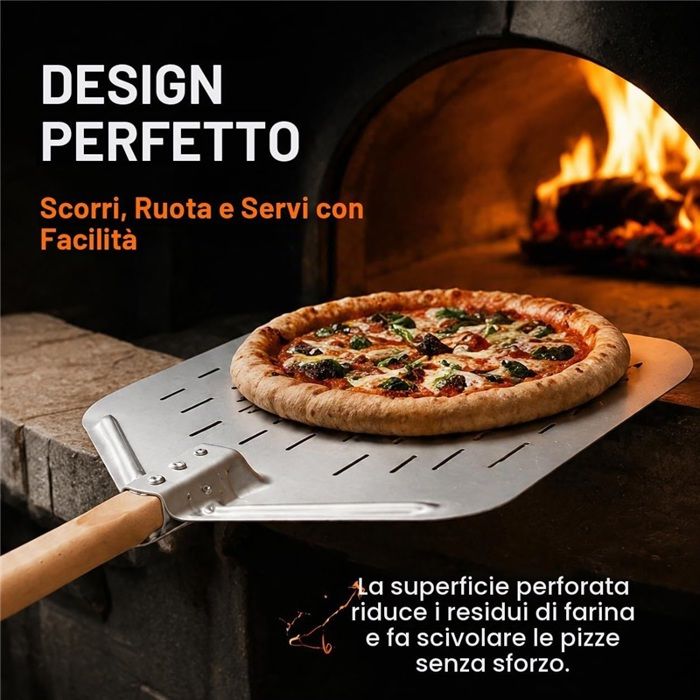 DESIGN
PERFETTO
Scorri, Ruota e Servi con
Facilità
La superficie perforata
riduce i residui di farina
e fa scivolare le pizze
senza sforzo.